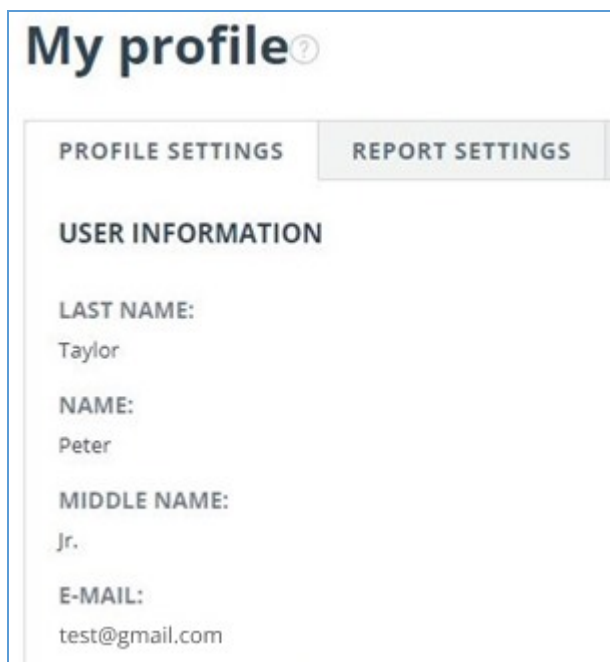 My profile?
PROFILE SETTINGS
REPORT SETTINGS
USER INFORMATION
LAST NAME:
Taylor
NAME:
Peter
MIDDLE NAME:
Jr.
E-MAIL:
test@gmail.com